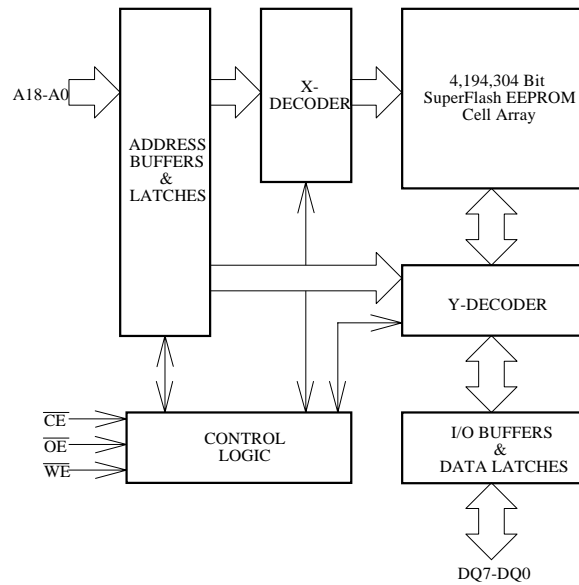 A18-A0
ADDRESS
BUFFERS
&
LATCHES
X-
DECODER
4,194,304 Bit
SuperFlash EEPROM
Cell Array
Y-DECODER
CE
OE
WE
CONTROL
LOGIC
I/O BUFFERS
&
DATA LATCHES
DQ7-DQ0